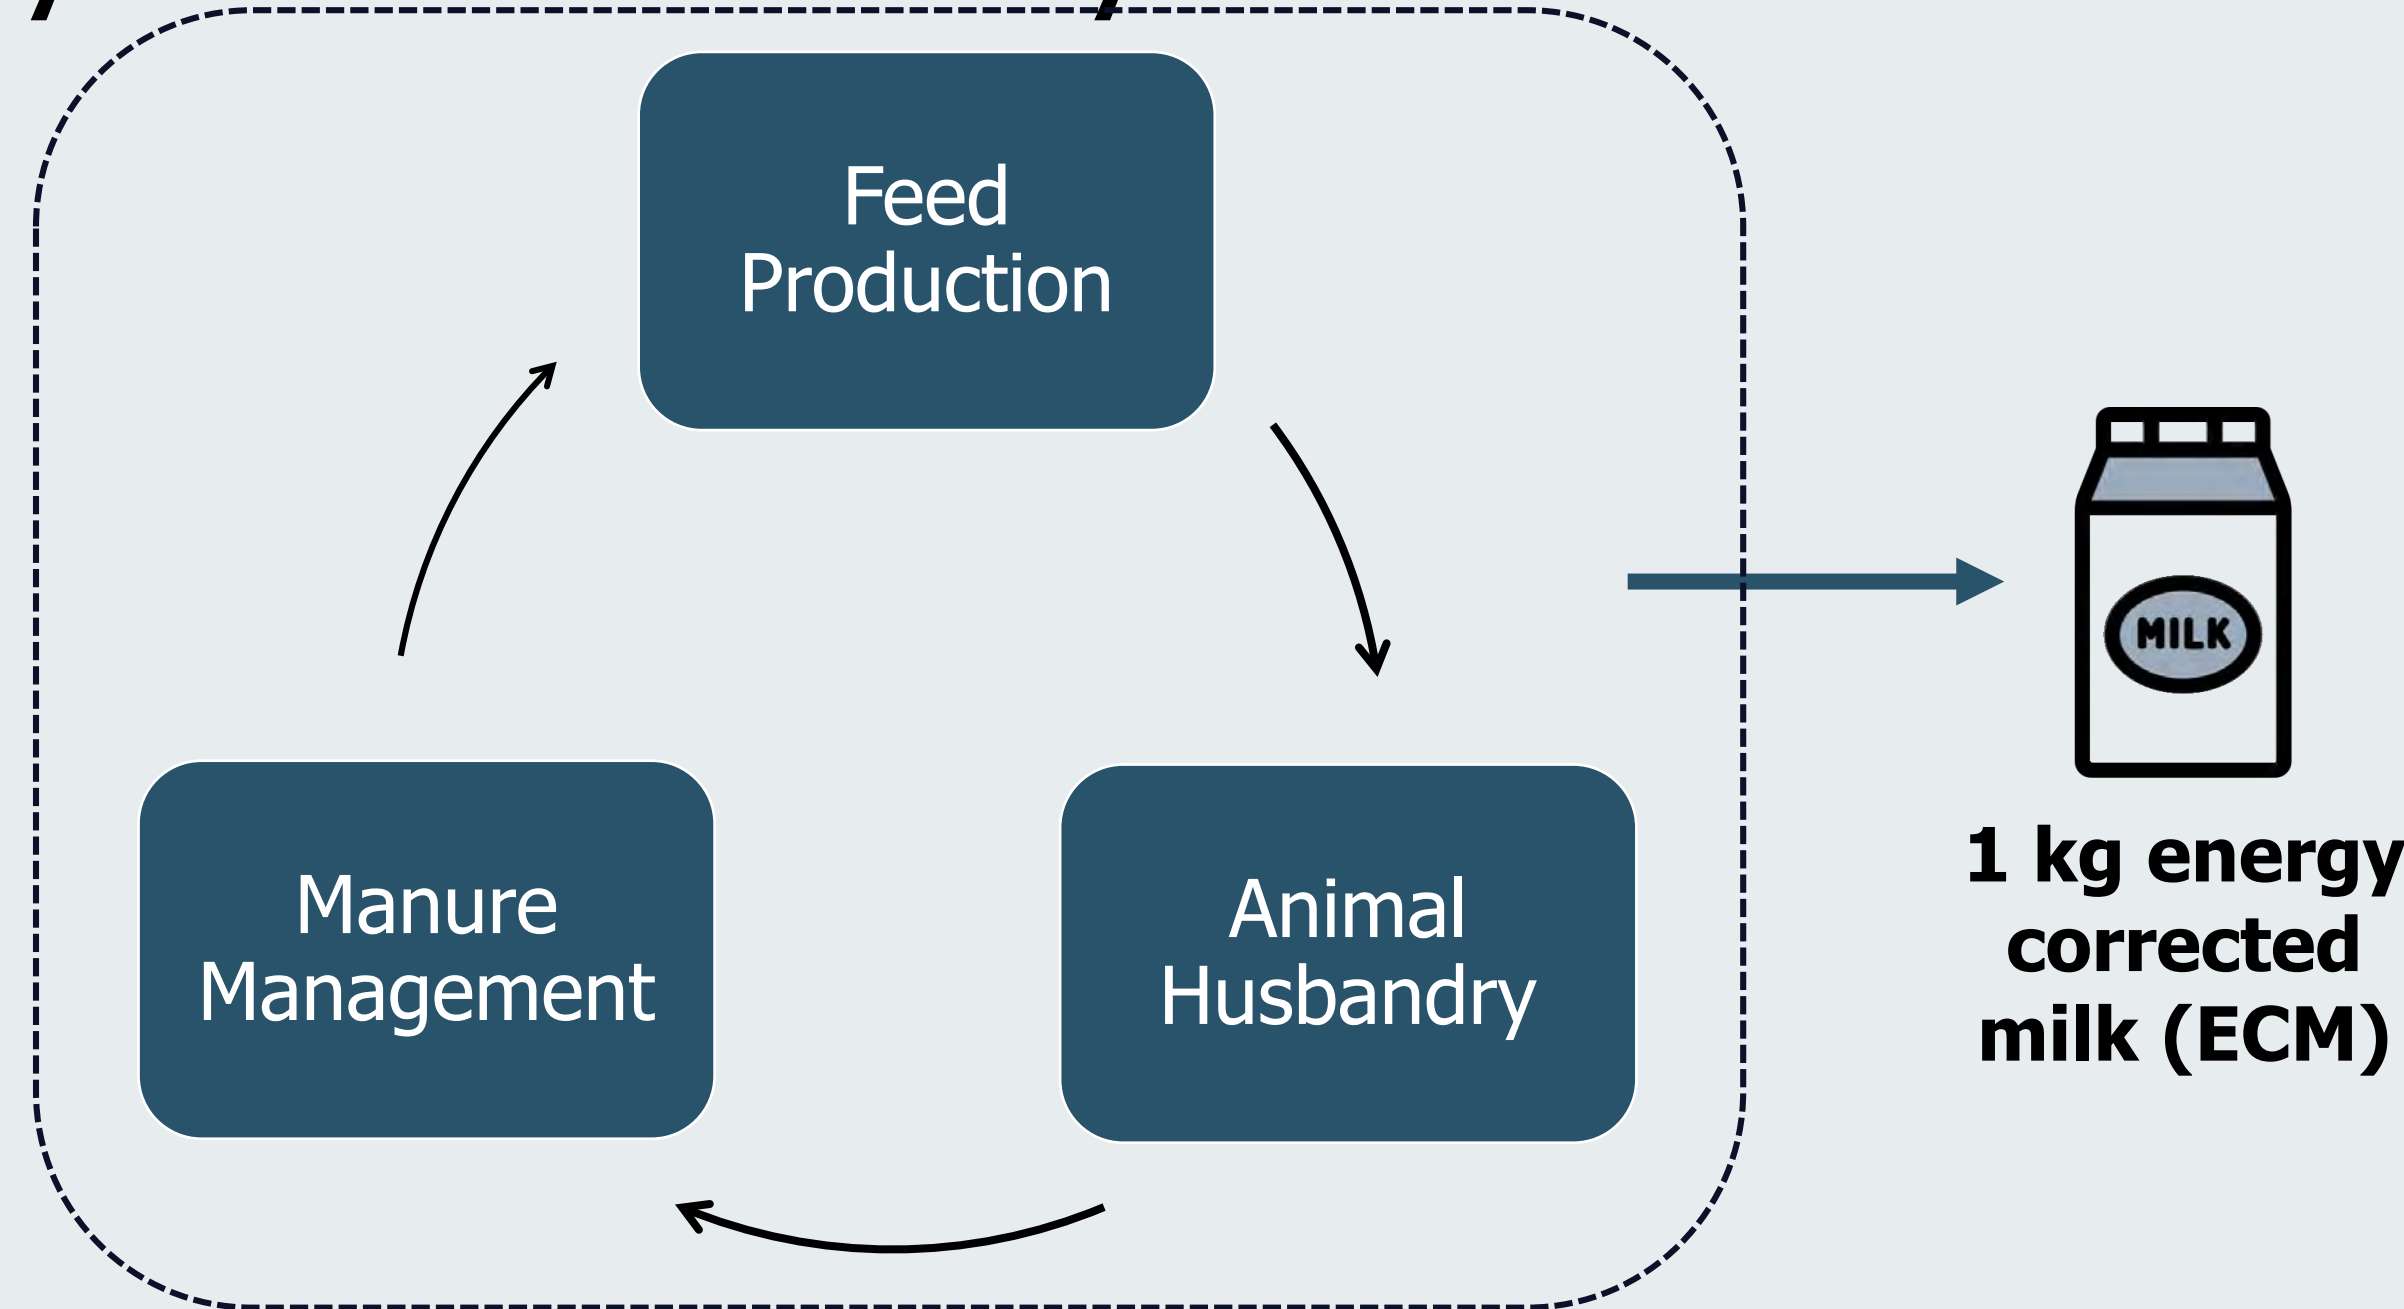 Feed
Production
Manure
Management
Animal
Husbandry
MILK
1 kg energy
corrected
milk (ECM)